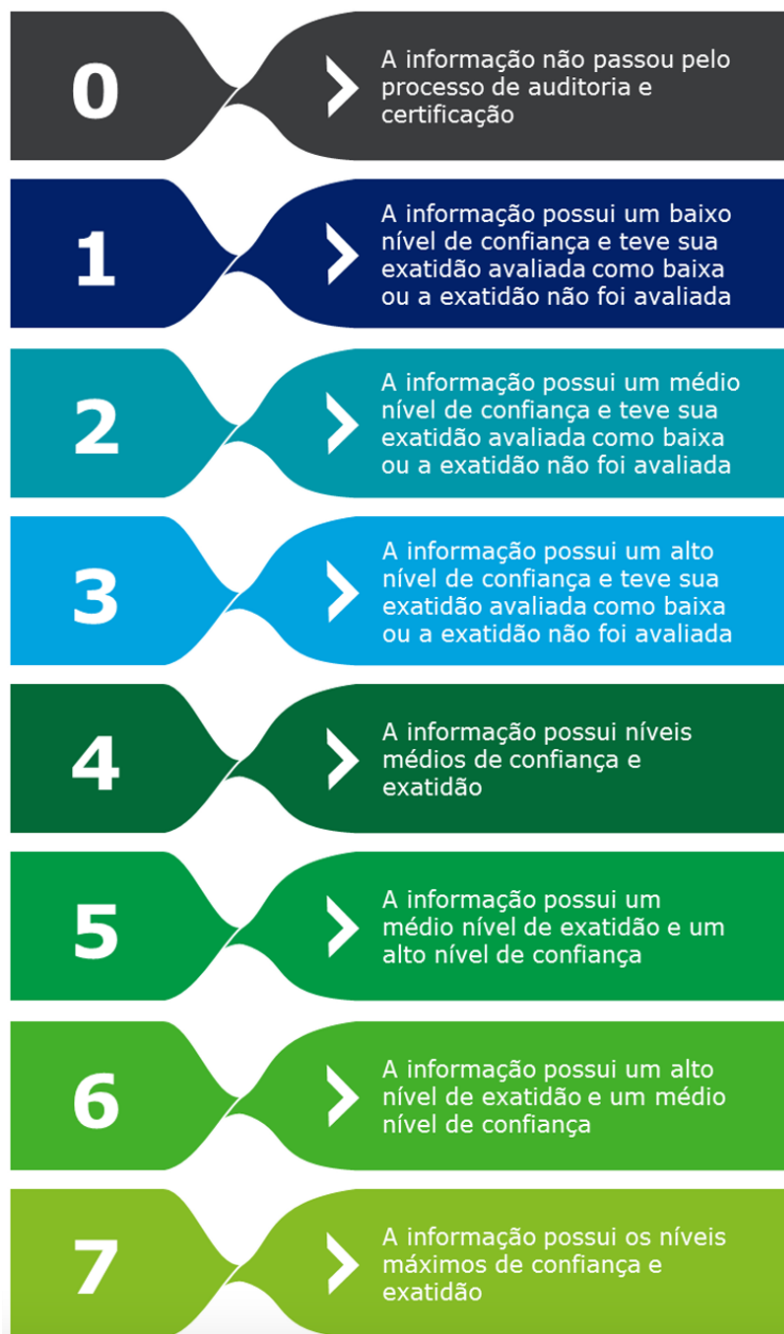 0
A informação não passou pelo
processo de auditoria e
certificação
1
A informação possui um baixo
nível de confiança e teve sua
exatidão avaliada como baixa
ou a exatidão não foi avaliada
2
A informação possui um médio
nível de confiança e teve sua
exatidão avaliada como baixa
ou a exatidão não foi avaliada
3
A informação possui um alto
nível de confiança e teve sua
exatidão avaliada como baixa
ou a exatidão não foi avaliada
4
A informação possui níveis
médios de confiança e
exatidão
5
A informação possui um
médio nível de exatidão e um
alto nível de confiança
6
A informação possui um alto
nível de exatidão e um médio
nível de confiança
7
A informação possui os níveis
máximos de confiança e
exatidão